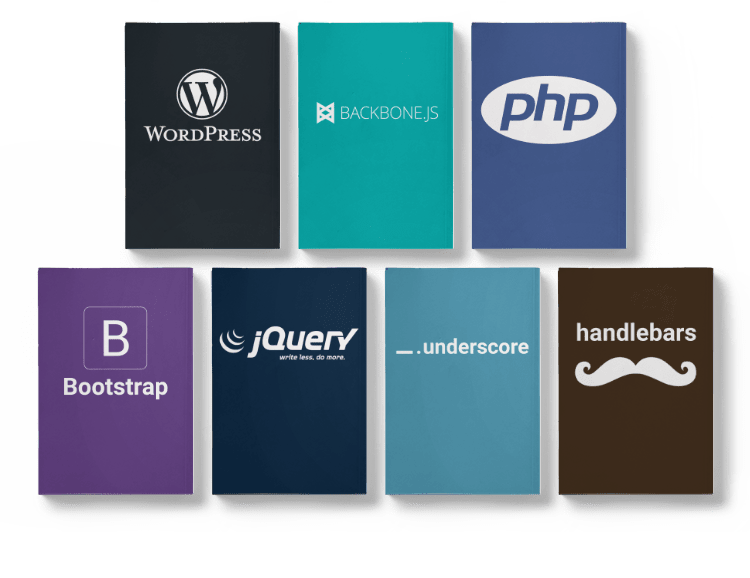 WORDPRESS
BACKBONE.JS
php
B
Bootstrap
jQuery
write less, do more.
_.underscore
handlebars